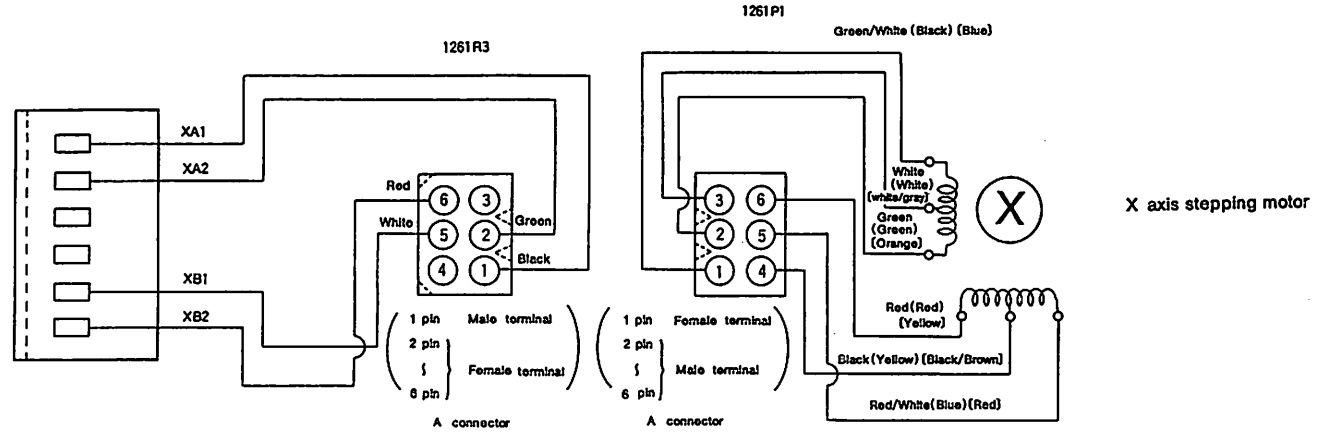 1261P1
Green/White (Black) (Blue)
1261R3
XA1
XA2
XB1
XB2
Red
White
Green
Black
6 3
5 2
4 1
3 6
2 5
1 4
White
(White)
[white/gray]
Green
(Green)
[Orange]
X
X axis stepping motor
Red(Red)
[Yellow]
Black(Yellow)[Black/Brown]
Red/White(Blue)[Red]
1 pin Male terminal
2 pin
∫ Female terminal
6 pin
A connector
1 pin Female terminal
2 pin
∫ Male terminal
6 pin
A connector